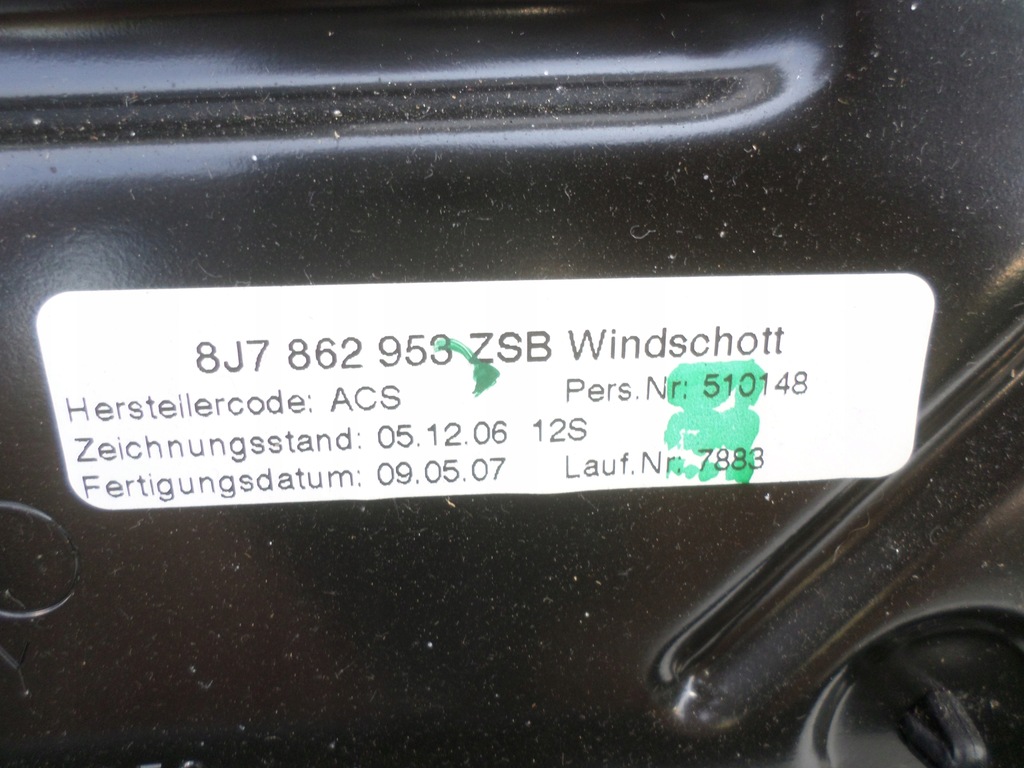 8J7 862 953 ZSB Windschott
Herstellercode: ACS Pers.Nr: 510148
Zeichnungsstand: 05.12.06 12S
Fertigungsdatum: 09.05.07 Lauf.Nr: 7883